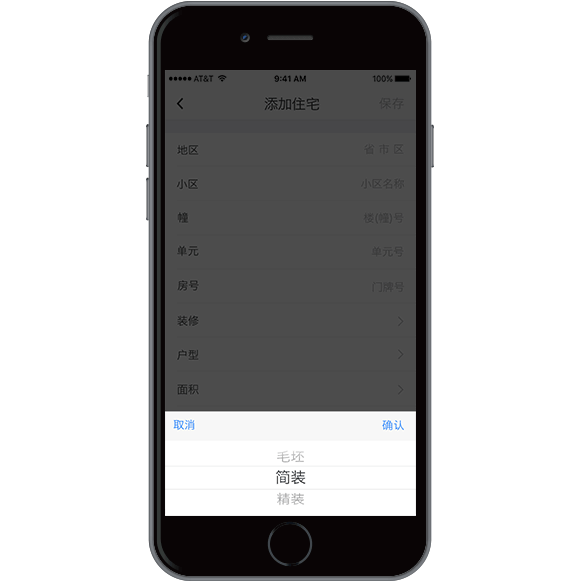 AT&T 9:41 AM 100%
添加住宅 保存
地区 省 市 区
小区 小区名称
幢 楼(幢)号
单元 单元号
房号 门牌号
装修
户型
面积
取消 确认
毛坯
简装
精装